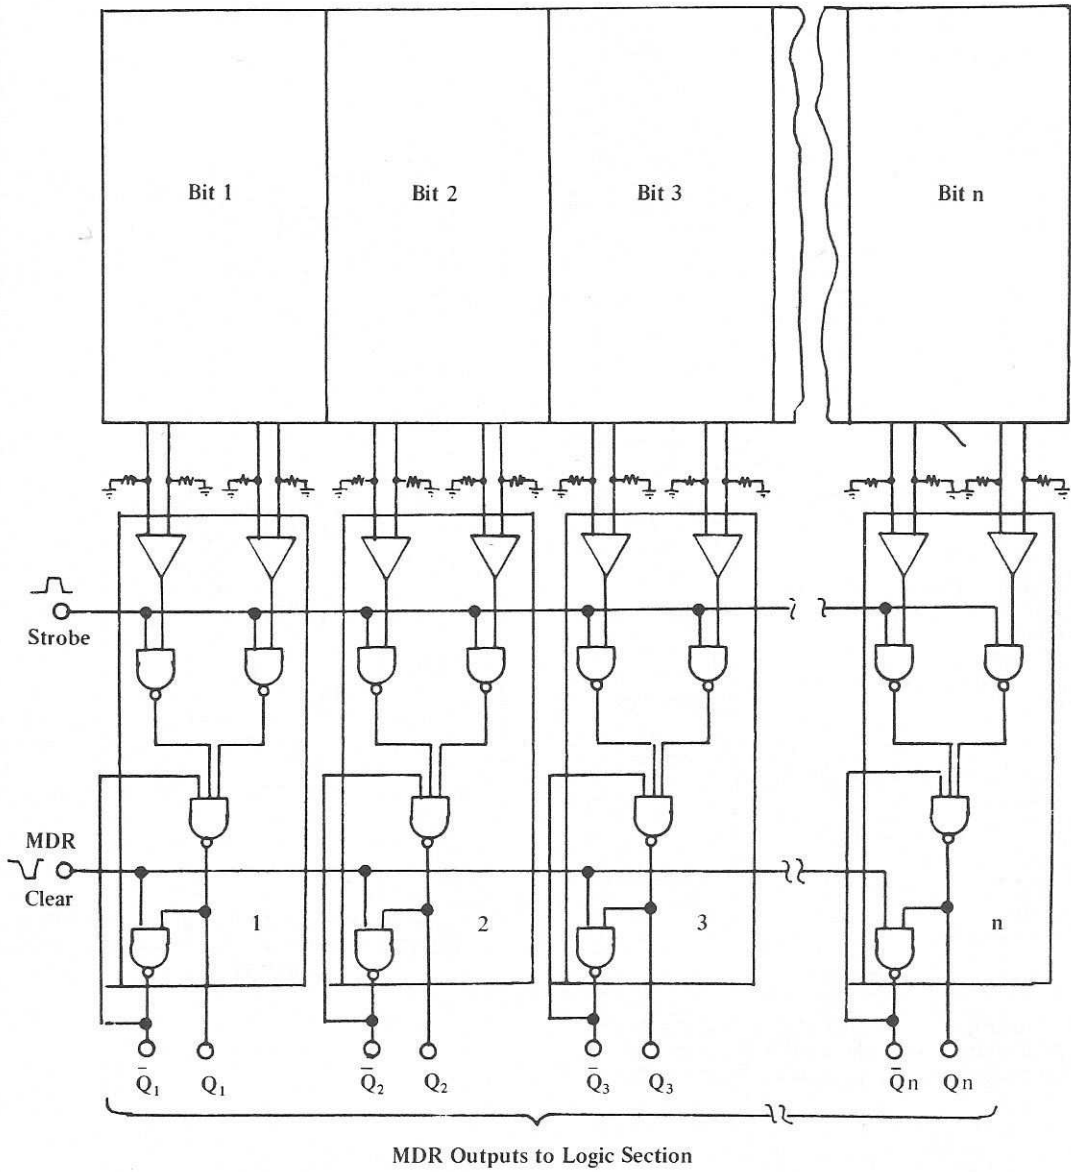 Bit 1 Bit 2 Bit 3 Bit n
Strobe
MDR
Clear
1 2 3 n
Q̅1 Q1 Q̅2 Q2 Q̅3 Q3 Q̅n Qn
MDR Outputs to Logic Section